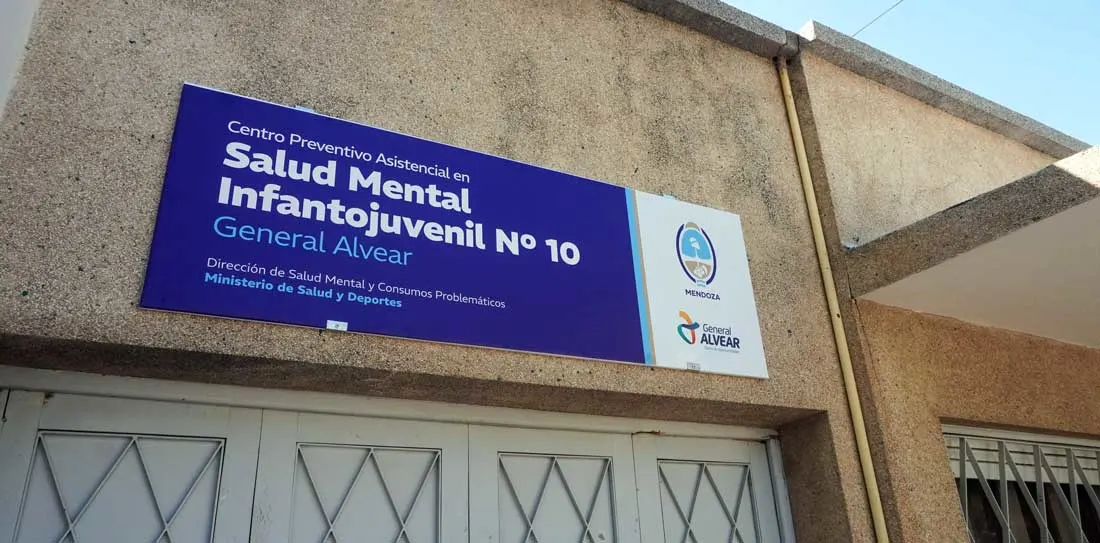 Centro Preventivo Asistencial en
Salud Mental
Infantojuvenil Nº 10
General Alvear
Dirección de Salud Mental y Consumos Problemáticos
Ministerio de Salud y Deportes
MENDOZA
General
ALVEAR